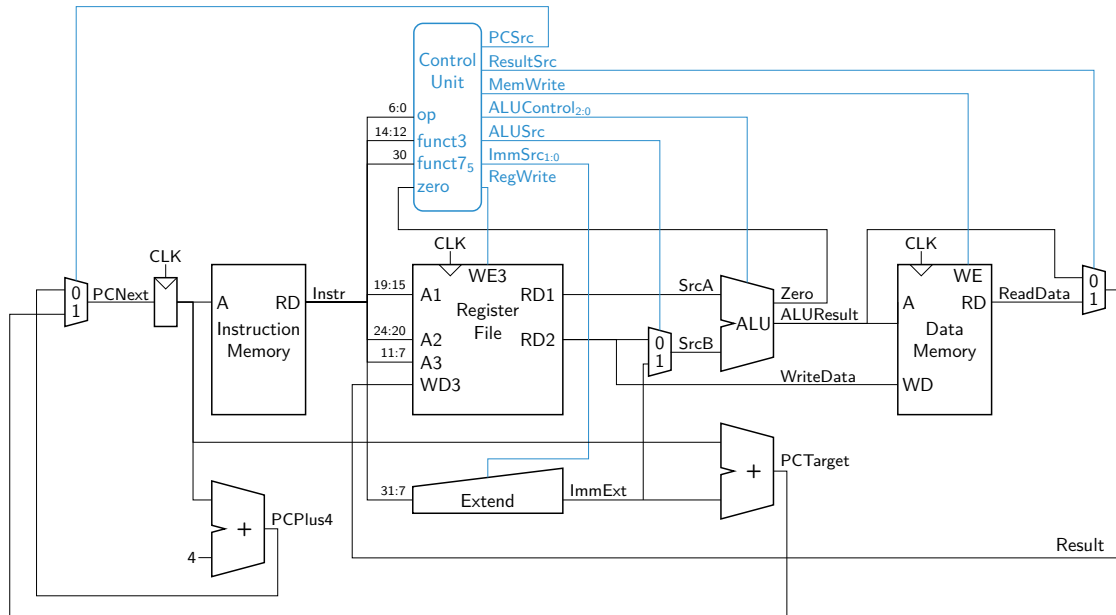 PCSrc
Control
Unit
ResultSrc
MemWrite
6:0
op
ALUControl2:0
14:12
funct3
ALUSrc
30
funct75
ImmSrc1:0
zero
RegWrite
CLK
CLK
CLK
0
1
PCNext
A
RD
Instruction
Memory
Instr
19:15
A1
WE3
RD1
Register
File
24:20
A2
RD2
11:7
A3
WD3
SrcA
0
1
SrcB
ALU
Zero
ALUResult
WriteData
WE
A
RD
Data
Memory
WD
ReadData
0
1
31:7
Extend
ImmExt
+
PCTarget
+
PCPlus4
4
Result